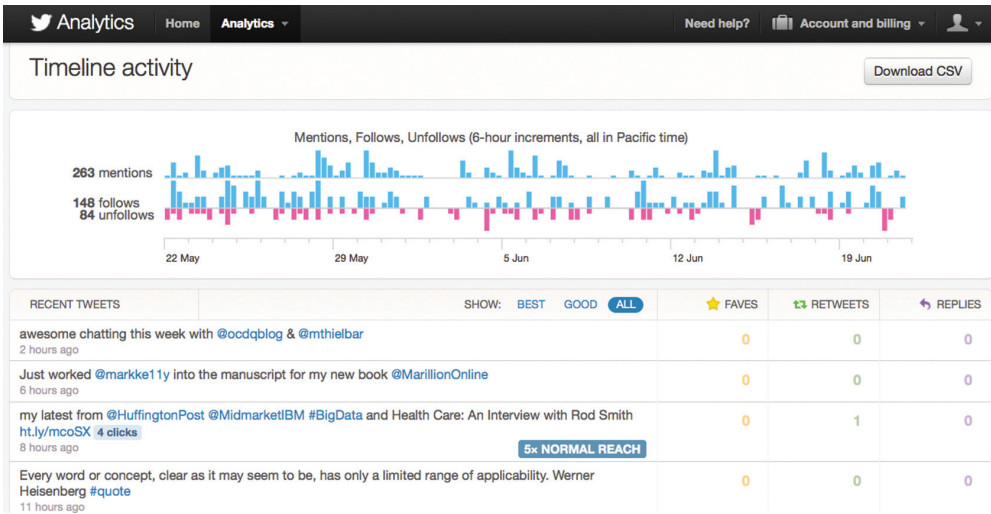 Analytics Home Analytics Need help? Account and billing
Timeline activity
Download CSV
Mentions, Follows, Unfollows (6-hour increments, all in Pacific time)
263 mentions
148 follows
84 unfollows
22 May 29 May 5 Jun 12 Jun 19 Jun
RECENT TWEETS SHOW: BEST GOOD ALL FAVES RETWEETS REPLIES
awesome chatting this week with @ocdqblog & @mthielbar
2 hours ago
0 0 0
Just worked @markke11y into the manuscript for my new book @MarillionOnline
6 hours ago
0 0 0
my latest from @HuffingtonPost @MidmarketIBM #BigData and Health Care: An Interview with Rod Smith
ht.ly/mcoSX 4 clicks
8 hours ago
5x NORMAL REACH
0 1 0
Every word or concept, clear as it may seem to be, has only a limited range of applicability. Werner
Heisenberg #quote
11 hours ago
0 0 0